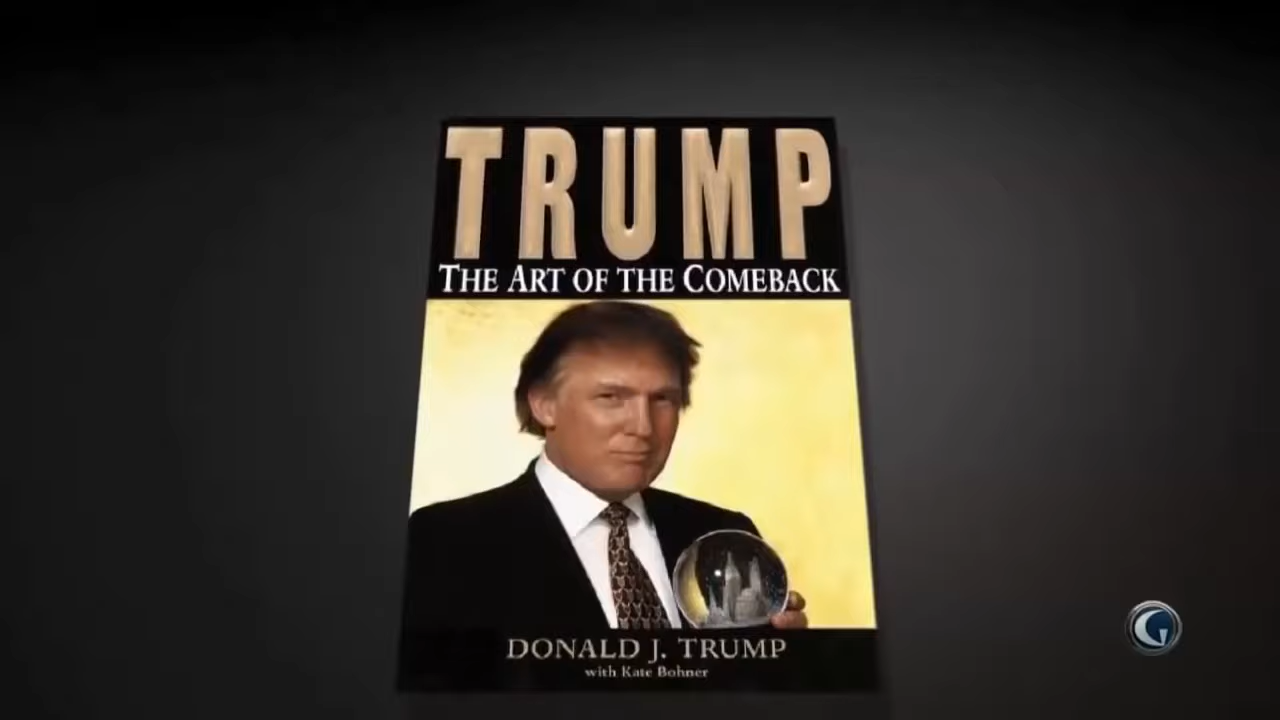 TRUMP
THE ART OF THE COMEBACK
DONALD J. TRUMP
with Kate Bohner